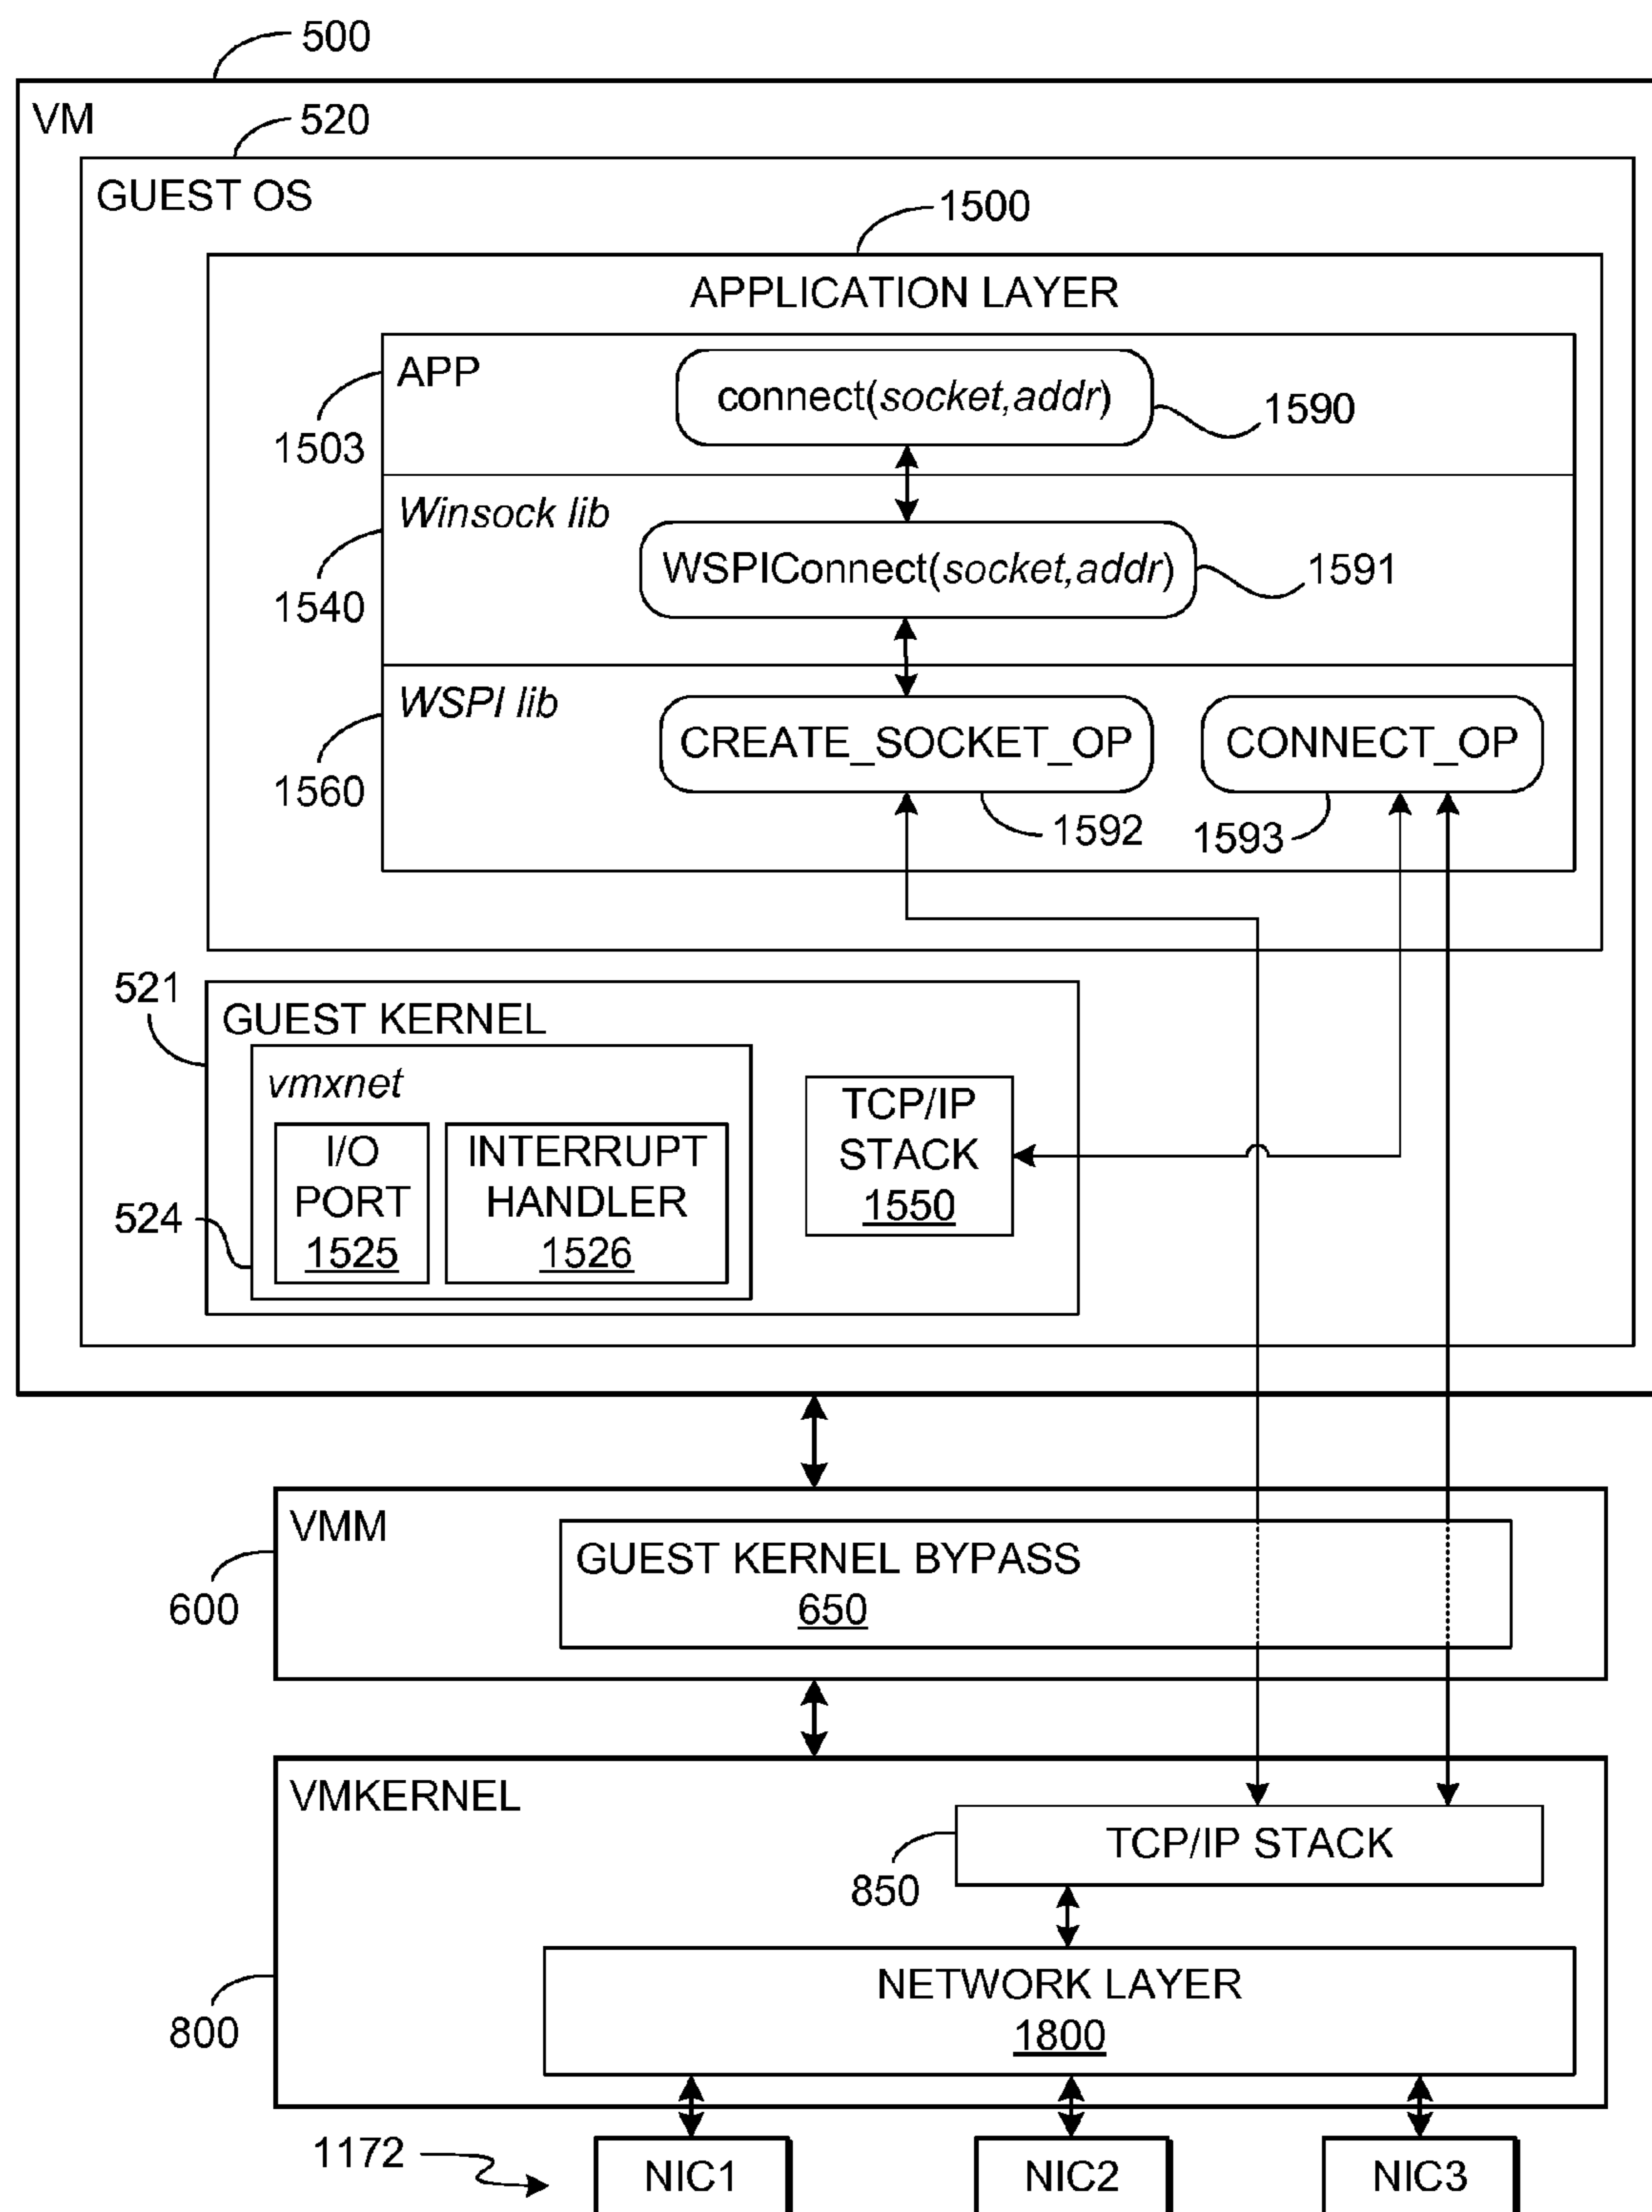 500
VM
520
GUEST OS
1500
APPLICATION LAYER
APP
connect(socket,addr)
1590
1503
Winsock lib
WSPIConnect(socket,addr)
1591
1540
WSPI lib
CREATE_SOCKET_OP
CONNECT_OP
1560
1592
1593
521
GUEST KERNEL
vmxnet
I/O
PORT
1525
INTERRUPT
HANDLER
1526
TCP/IP
STACK
1550
524
VMM
GUEST KERNEL BYPASS
650
600
VMKERNEL
TCP/IP STACK
850
NETWORK LAYER
1800
800
1172
NIC1
NIC2
NIC3